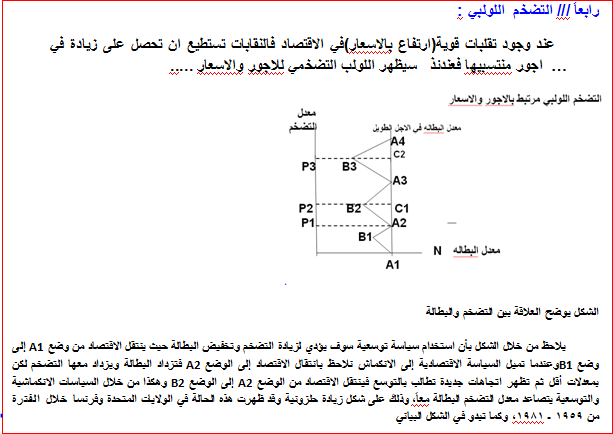 رابعاً /// التضخم اللولبي :
عند وجود تقلبات قوية(ارتفاع بالاسعار)في الاقتصاد فالنقابات تستطيع ان تحصل على زيادة في
اجور منتسبيها فعندئذ سيظهر اللولب التضخمي للاجور والاسعار ..... ...
التضخم اللولبي مرتبط بالاجور والاسعار
معدل
التضخم
معدل البطاله في الاجل الطويل
A4
C2
P3 B3
A3
P2 B2 C1
P1 A2
B1
N معدل البطاله
A1
الشكل يوضح العلاقة بين التضخم والبطالة
يلاحظ من خلال الشكل بأن استخدام سياسة توسعية سوف يؤدي لزيادة التضخم وتخفيض البطالة حيث ينتقل الاقتصاد من وضع A1 إلى
وضع B1وعندما تميل السياسة الاقتصادية إلى الانكماش نلاحظ بانتقال الاقتصاد إلى الوضع A2 فتزداد البطالة ويزداد معها التضخم لكن
بمعدلات أقل ثم تظهر اتجاهات جديدة تطالب بالتوسع فينتقل الاقتصاد من الوضع A2 إلى الوضع B2 وهكذا من خلال السياسات الانكماشية
والتوسعية يتصاعد معدل التضخم البطالة معاً، وذلك على شكل زيادة حلزونية وقد ظهرت هذه الحالة في الولايات المتحدة وفرنسا خلال الفترة
من ١٩٥٩ ـ ١٩٨١، وكما تبدو في الشكل البياني